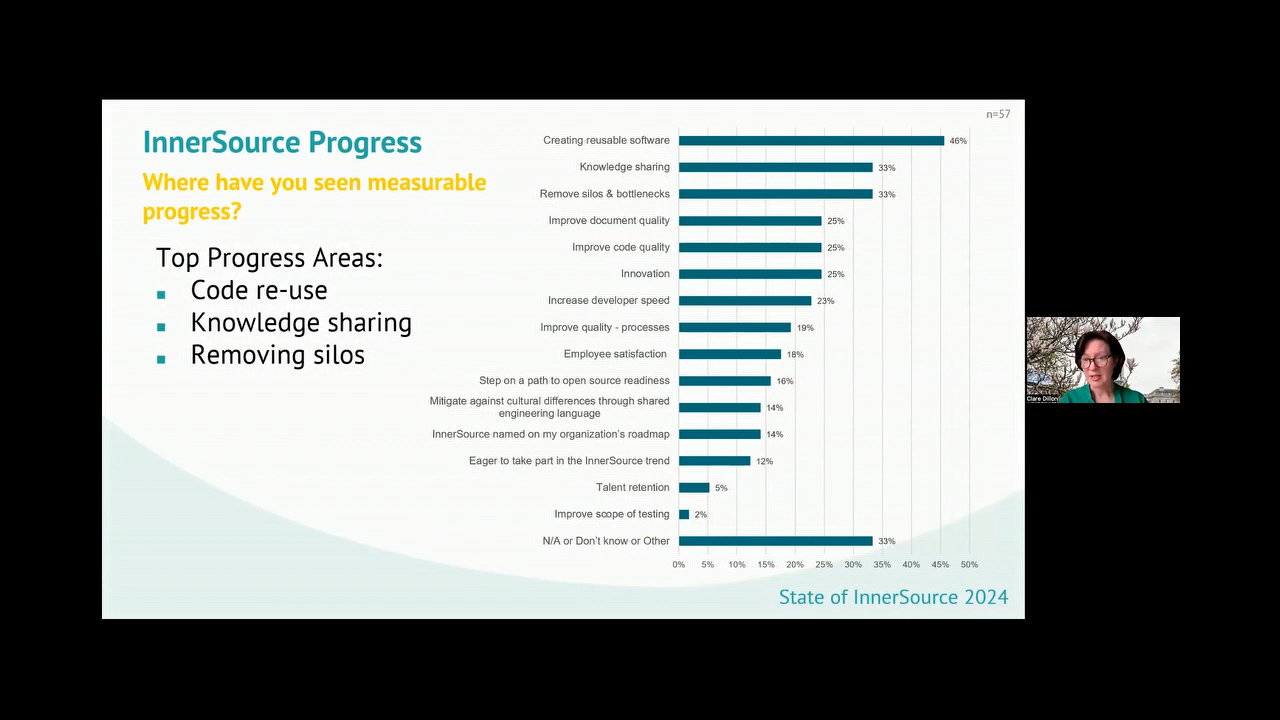 n=57
InnerSource Progress
Where have you seen measurable
progress?
Top Progress Areas:
Code re-use
Knowledge sharing
Removing silos
Creating reusable software 46%
Knowledge sharing 33%
Remove silos & bottlenecks 33%
Improve document quality 25%
Improve code quality 25%
Innovation 25%
Increase developer speed 23%
Improve quality - processes 19%
Employee satisfaction 18%
Step on a path to open source readiness 16%
Mitigate against cultural differences through shared
engineering language 14%
InnerSource named on my organization's roadmap 14%
Eager to take part in the InnerSource trend 12%
Talent retention 5%
Improve scope of testing 2%
N/A or Don't know or Other 33%
0% 5% 10% 15% 20% 25% 30% 35% 40% 45% 50%
State of InnerSource 2024
Clare Dillon